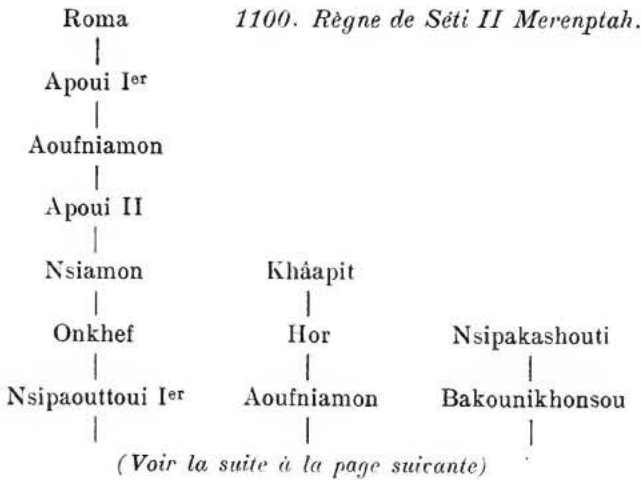 Roma 1100. Règne de Séti II Merenptah.
Apoui Ier
Aoufniamon
Apoui II
Nsiamon Khâapit
Onkhef Hor Nsipakashouti
Nsipaouttoui Ier Aoufniamon Bakounikhonsou
(Voir la suite à la page suivante)